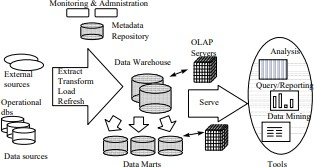 Monitoring & Admnistration
Metadata
Repository
OLAP
Servers
Data Warehouse
Analysis
External
sources
Extract
Transform
Load
Refresh
Query/Reporting
Serve
Operational
dbs
Data Mining
Data sources
Data Marts
Tools